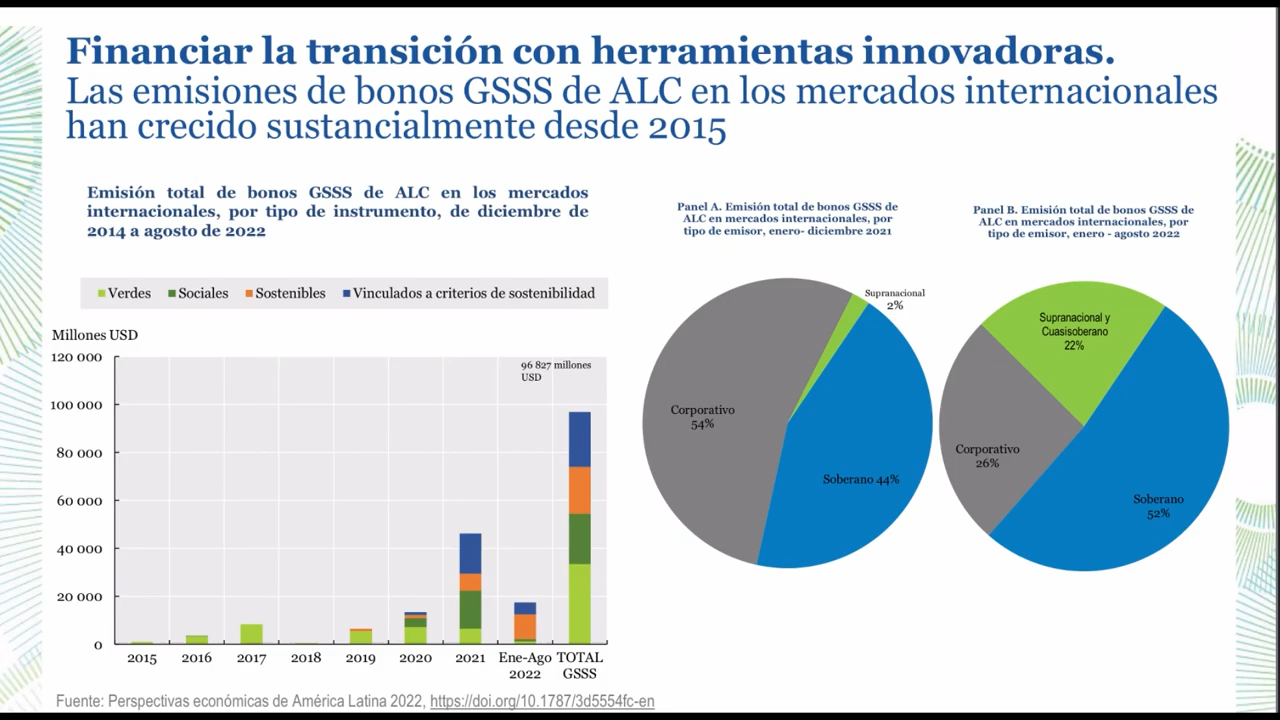 Financiar la transición con herramientas innovadoras.
Las emisiones de bonos GSSS de ALC en los mercados internacionales
han crecido sustancialmente desde 2015
Emisión total de bonos GSSS de ALC en los mercados
internacionales, por tipo de instrumento, de diciembre de
2014 a agosto de 2022
Verdes
Sociales
Sostenibles
Vinculados a criterios de sostenibilidad
Millones USD
120 000
100 000
80 000
60 000
40 000
20 000
0
96 827 millones
USD
2015
2016
2017
2018
2019
2020
2021
Ene-Ago
2022
TOTAL
GSSS
Panel A. Emisión total de bonos GSSS de
ALC en mercados internacionales, por
tipo de emisor, enero- diciembre 2021
Supranacional
2%
Corporativo
54%
Soberano 44%
Panel B. Emisión total de bonos GSSS de
ALC en mercados internacionales, por
tipo de emisor, enero - agosto 2022
Supranacional y
Cuasisoberano
22%
Corporativo
26%
Soberano
52%
Fuente: Perspectivas económicas de América Latina 2022, https://doi.org/10.1787/3d5554fc-en